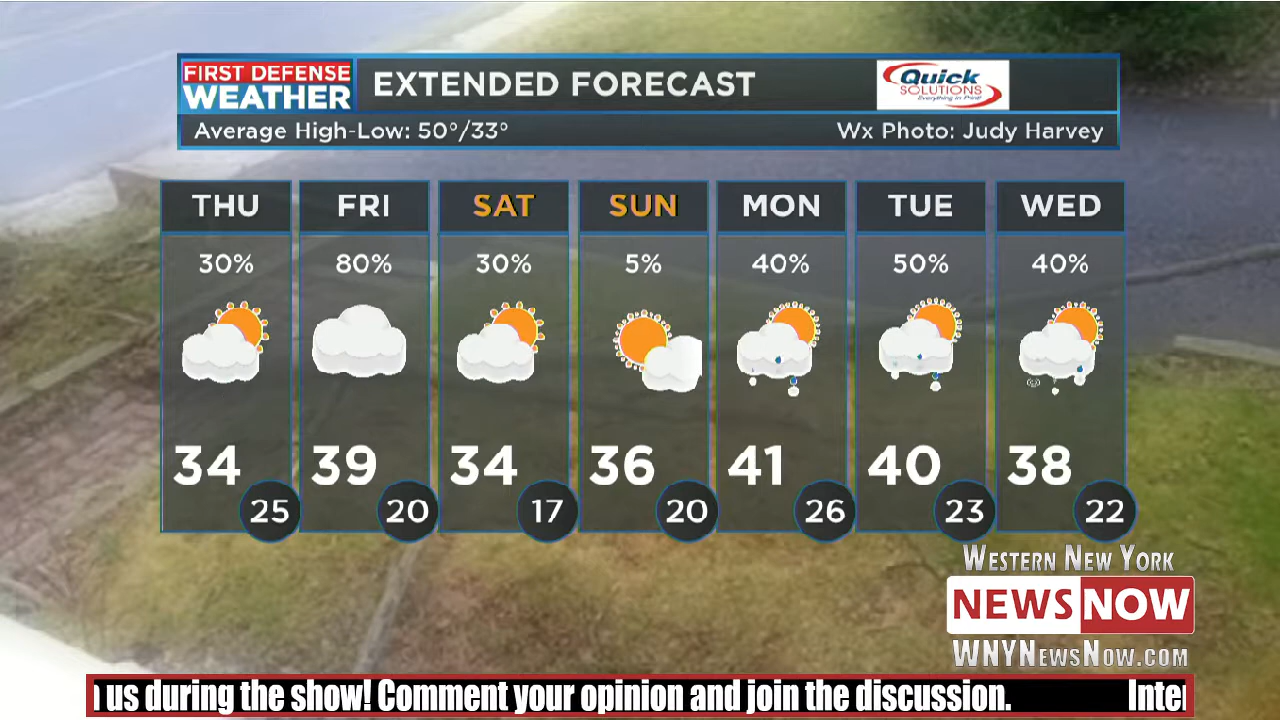 FIRST DEFENSE
WEATHER
EXTENDED FORECAST
Quick
SOLUTIONS
Everything in Print!
Average High-Low: 50°/33°
Wx Photo: Judy Harvey
THU FRI SAT SUN MON TUE WED
30% 80% 30% 5% 40% 50% 40%
34 39 34 36 41 40 38
25 20 17 20 26 23 22
WESTERN NEW YORK
NEWS NOW
WNYNEWSNOW.COM
us during the show! Comment your opinion and join the discussion.